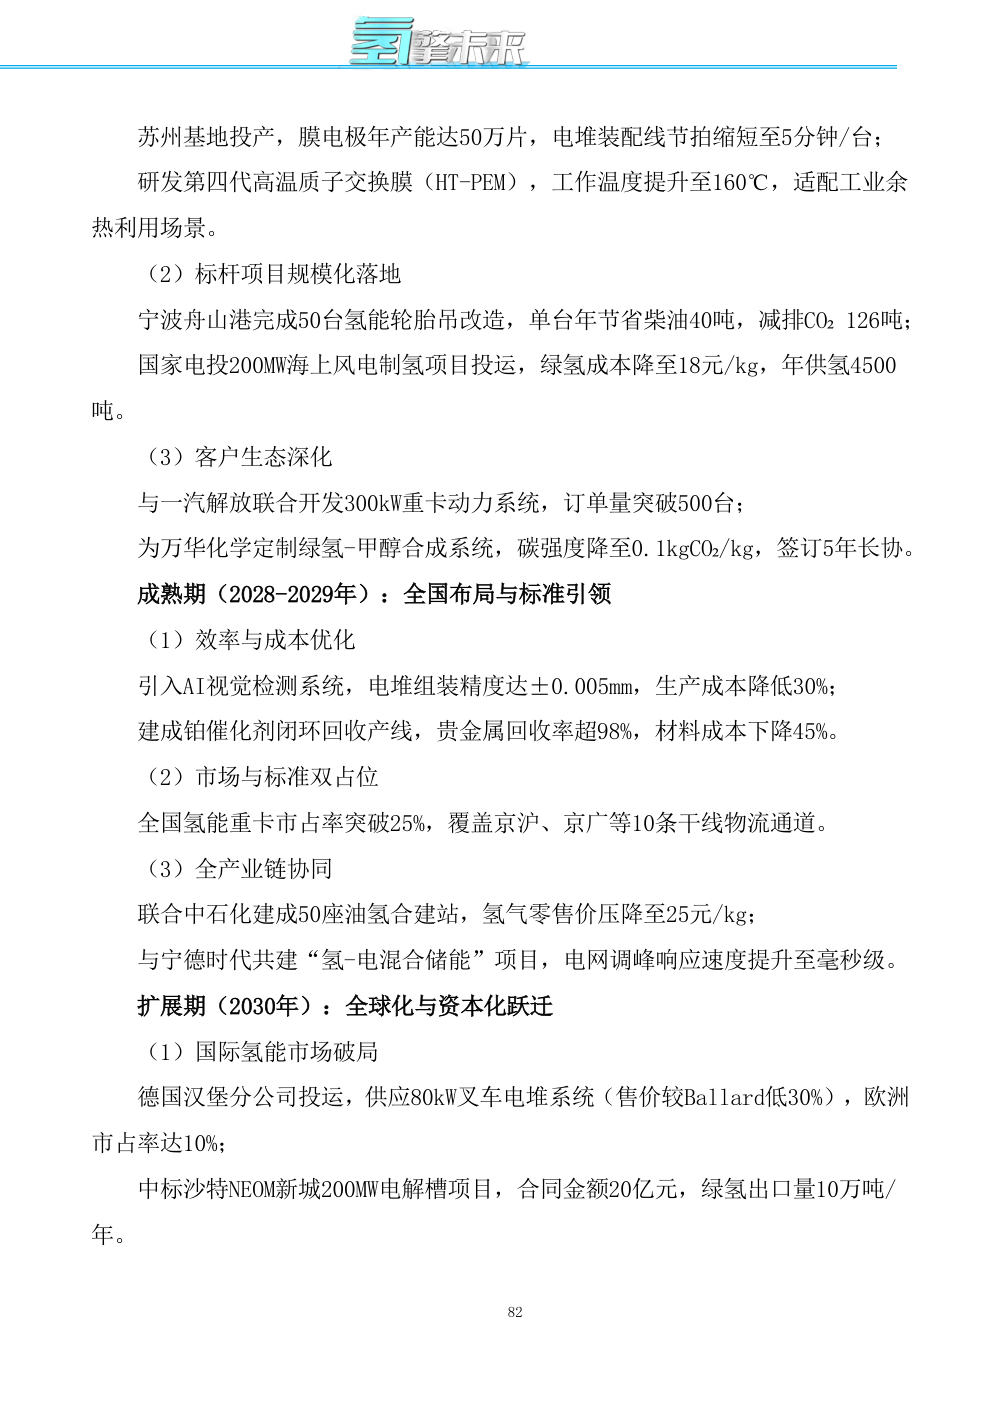 氢擎未来
苏州基地投产，膜电极年产能达50万片，电堆装配线节拍缩短至5分钟/台；
研发第四代高温质子交换膜（HT-PEM），工作温度提升至160℃，适配工业余
热利用场景。
（2）标杆项目规模化落地
宁波舟山港完成50台氢能轮胎吊改造，单台年节省柴油40吨，减排CO₂ 126吨；
国家电投200MW海上风电制氢项目投运，绿氢成本降至18元/kg，年供氢4500
吨。
（3）客户生态深化
与一汽解放联合开发300kW重卡动力系统，订单量突破500台；
为万华化学定制绿氢-甲醇合成系统，碳强度降至0.1kgCO₂/kg，签订5年长协。
成熟期（2028-2029年）：全国布局与标准引领
（1）效率与成本优化
引入AI视觉检测系统，电堆组装精度达±0.005mm，生产成本降低30%；
建成铂催化剂闭环回收产线，贵金属回收率超98%，材料成本下降45%。
（2）市场与标准双占位
全国氢能重卡市占率突破25%，覆盖京沪、京广等10条干线物流通道。
（3）全产业链协同
联合中石化建成50座油氢合建站，氢气零售价压降至25元/kg；
与宁德时代共建“氢-电混合储能”项目，电网调峰响应速度提升至毫秒级。
扩展期（2030年）：全球化与资本化跃迁
（1）国际氢能市场破局
德国汉堡分公司投运，供应80kW叉车电堆系统（售价较Ballard低30%），欧洲
市占率达10%；
中标沙特NEOM新城200MW电解槽项目，合同金额20亿元，绿氢出口量10万吨/
年。
82